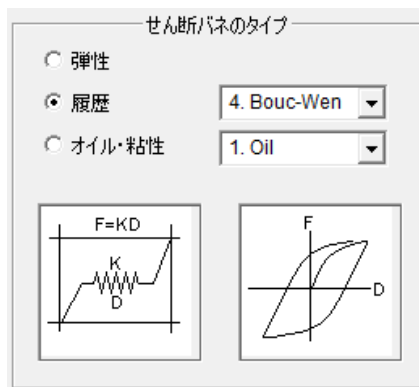 せん断バネのタイプ
弾性
履歴 4. Bouc-Wen
オイル・粘性 1. Oil
F=KD
K
D
F
D